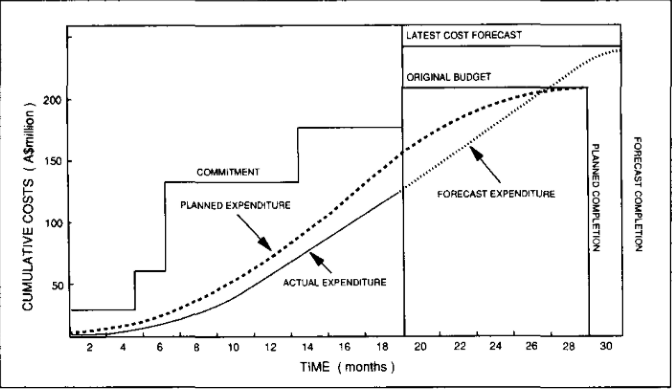 LATEST COST FORECAST
ORIGINAL BUDGET
COMMITMENT
PLANNED EXPENDITURE
FORECAST EXPENDITURE
ACTUAL EXPENDITURE
PLANNED COMPLETION
FORECAST COMPLETION
CUMULATIVE COSTS ( A$million )
200
150
100
50
2 4 6 8 10 12 14 16 18 20 22 24 26 28 30
TIME ( months )